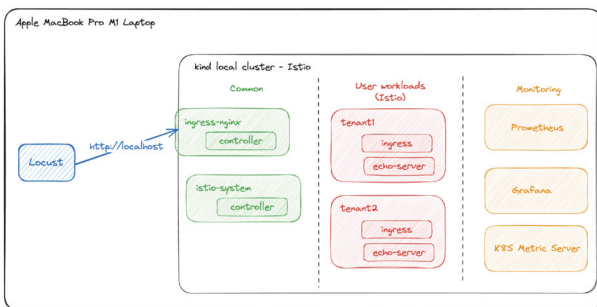 Apple MacBook Pro M1 Laptop
kind local cluster - Istio
Common
User workloads
(Istio)
Monitoring
Locust
http://localhost
ingress-nginx
controller
istio-system
controller
tenant1
ingress
echo-server
tenant2
ingress
echo-server
Prometheus
Grafana
K8S Metric Server